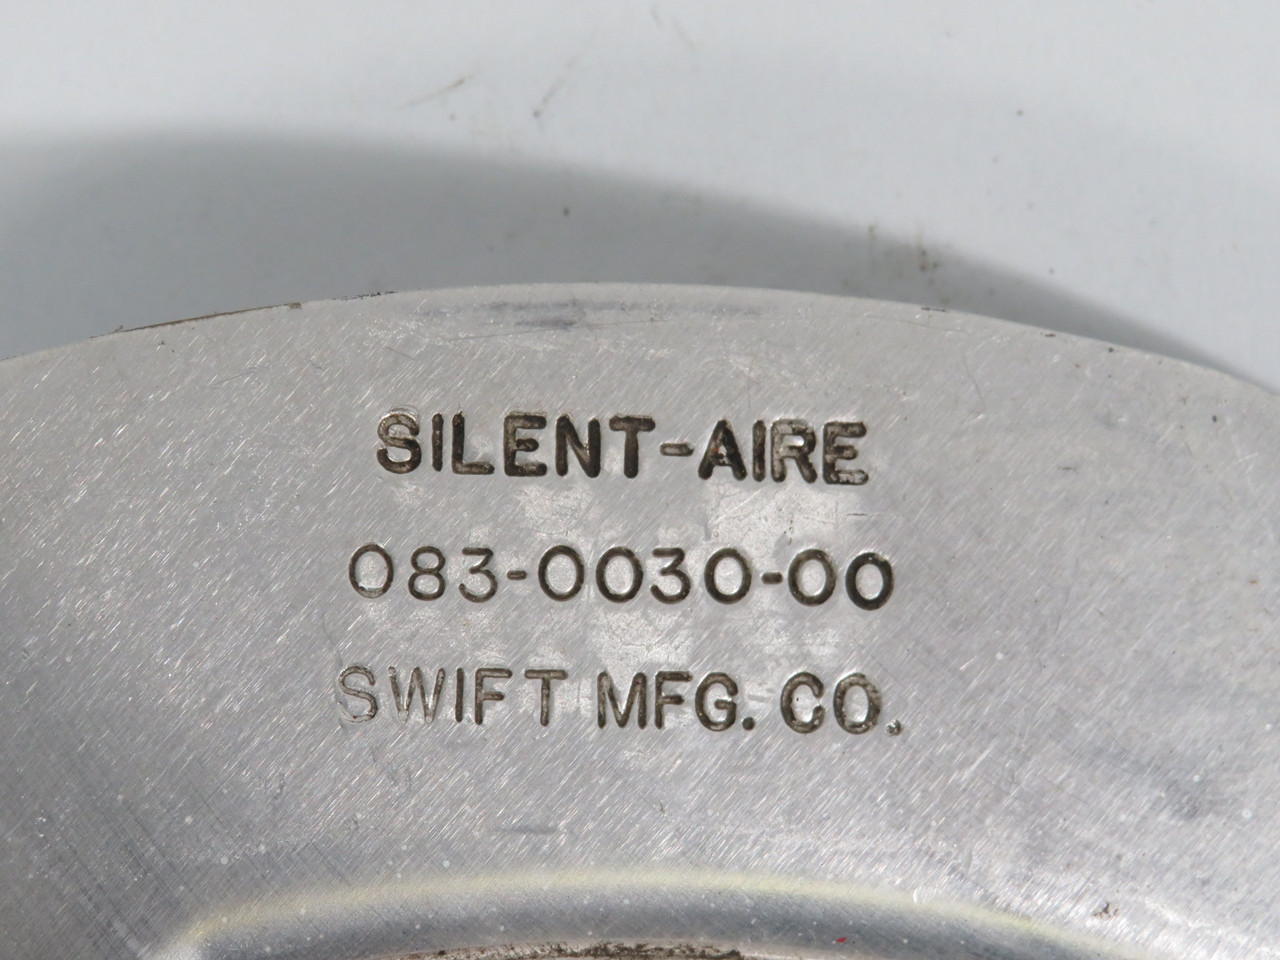 SILENT-AIRE
083-0030-00
SWIFT MFG. CO.